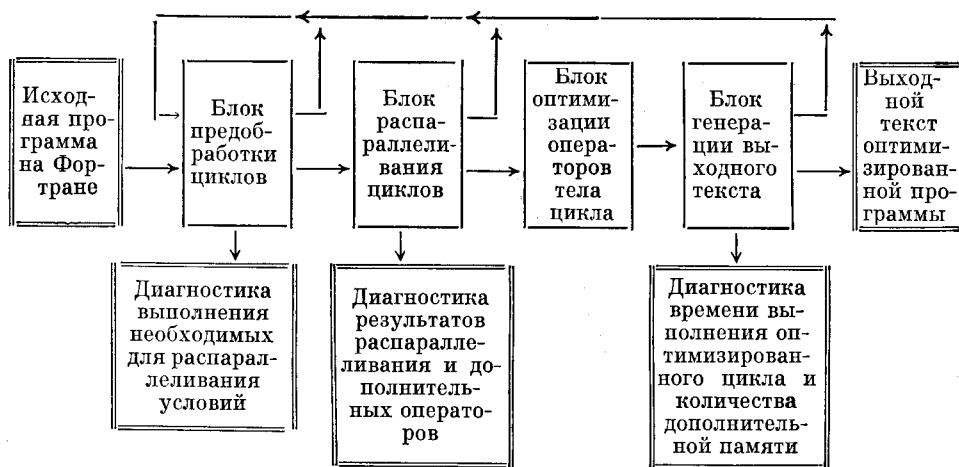 Исход-
ная про-
грамма
на Фор-
тране
Блок
предоб-
работки
циклов
Блок
распа-
раллели-
вания
циклов
Блок
оптими-
зации
опера-
торов
тела
цикла
Блок
генера-
ции вы-
ходного
текста
Выход-
ной
текст
оптими-
зирован-
ной про-
граммы
Диагностика
выполнения
необходимых
для распарал-
леливания
условий
Диагностика
результатов
распаралле-
ливания и до-
полнитель-
ных операто-
ров
Диагностика
времени вы-
полнения оп-
тимизирован-
ного цикла и
количества
дополнитель-
ной памяти